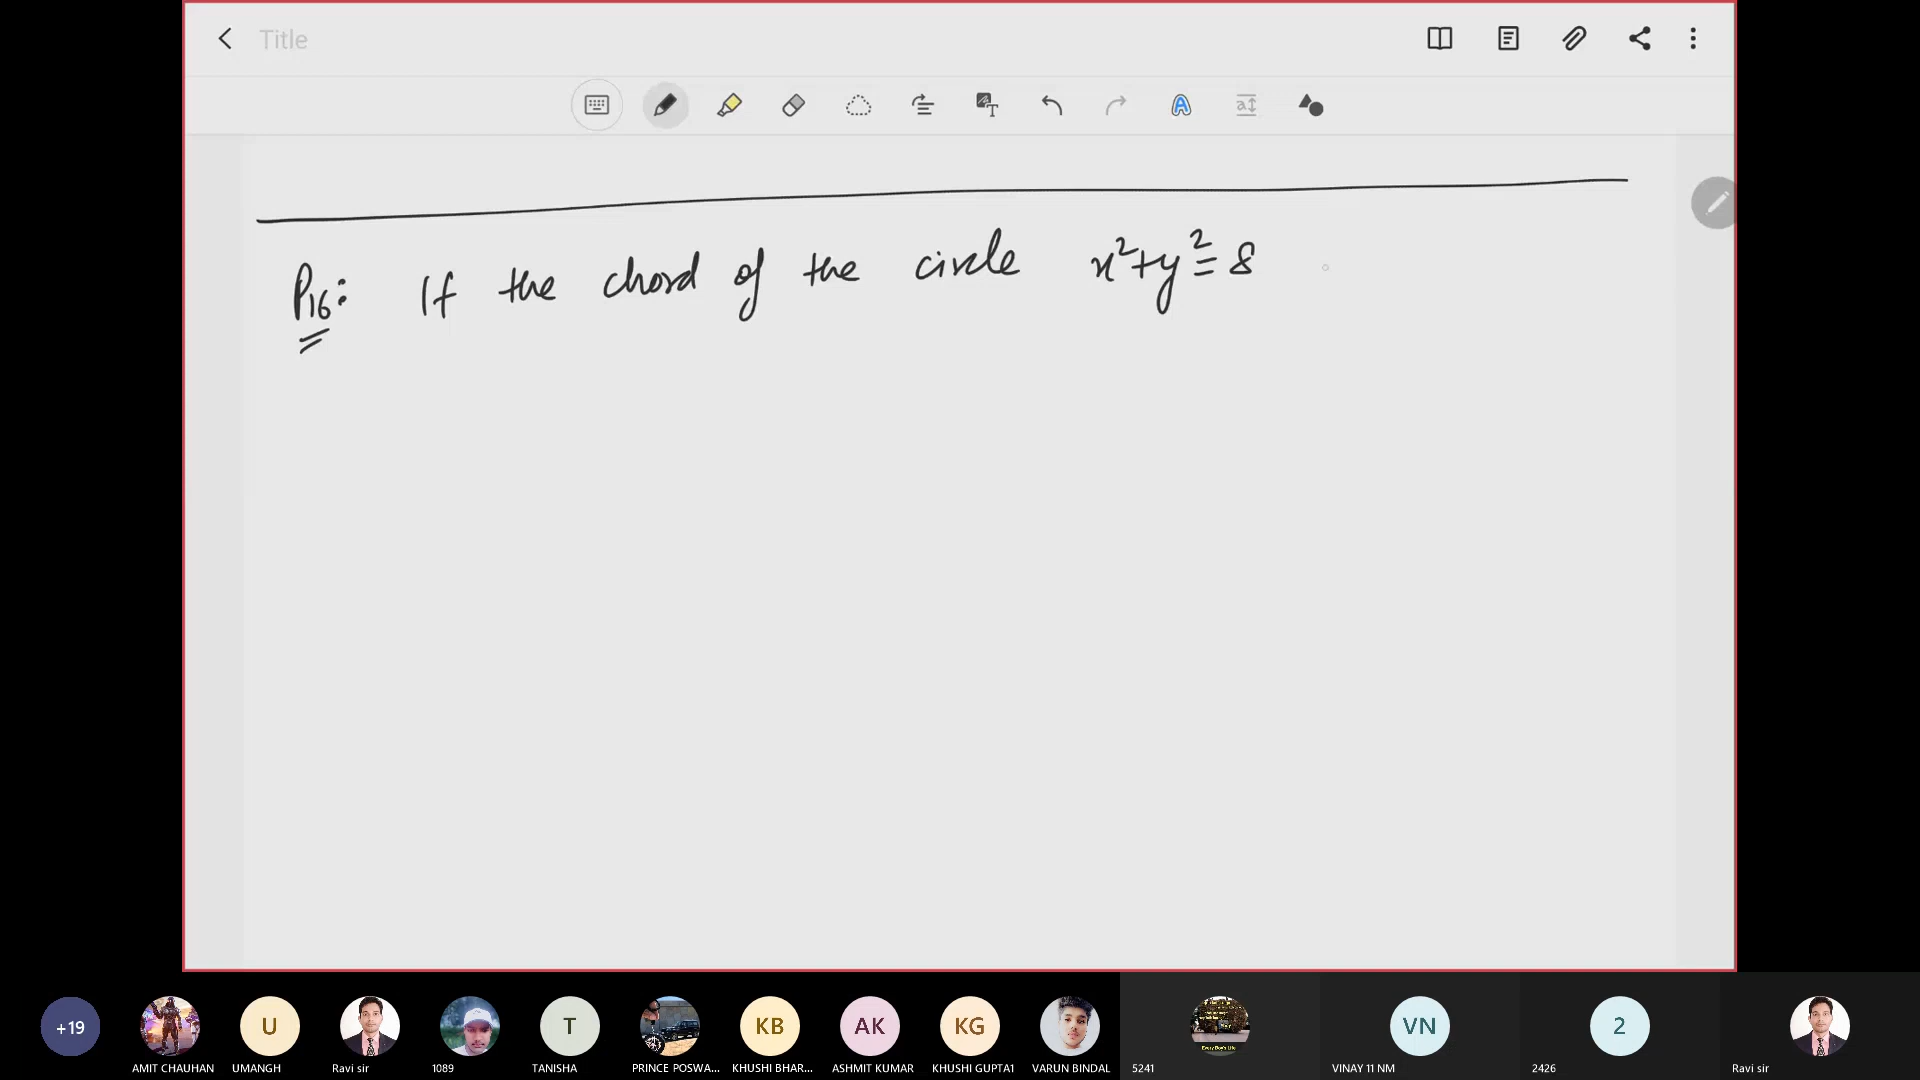 Title
P16: If the chord of the circle x²+y²=8
+19
U
T
KB
AK
KG
VN
2
AMIT CHAUHAN
UMANGH
Ravi sir
1089
TANISHA
PRINCE POSWA...
KHUSHI BHAR...
ASHMIT KUMAR
KHUSHI GUPTA1
VARUN BINDAL
5241
VINAY 11 NM
2426
Ravi sir